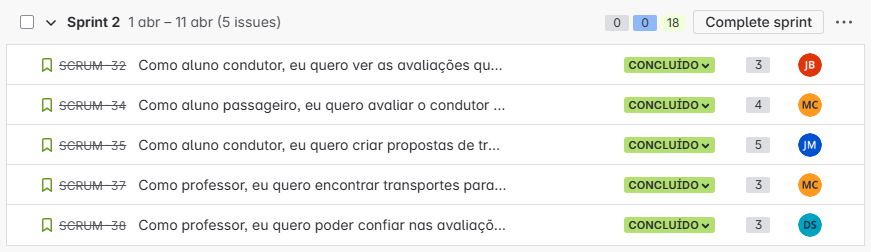 Sprint 2 1 abr – 11 abr (5 issues) 0 0 18 Complete sprint
SCRUM-32 Como aluno condutor, eu quero ver as avaliações qu... CONCLUÍDO 3 JB
SCRUM-34 Como aluno passageiro, eu quero avaliar o condutor ... CONCLUÍDO 4 MC
SCRUM-35 Como aluno condutor, eu quero criar propostas de tr... CONCLUÍDO 5 JM
SCRUM-37 Como professor, eu quero encontrar transportes para... CONCLUÍDO 3 MC
SCRUM-38 Como professor, eu quero poder confiar nas avaliaçõ... CONCLUÍDO 3 DS